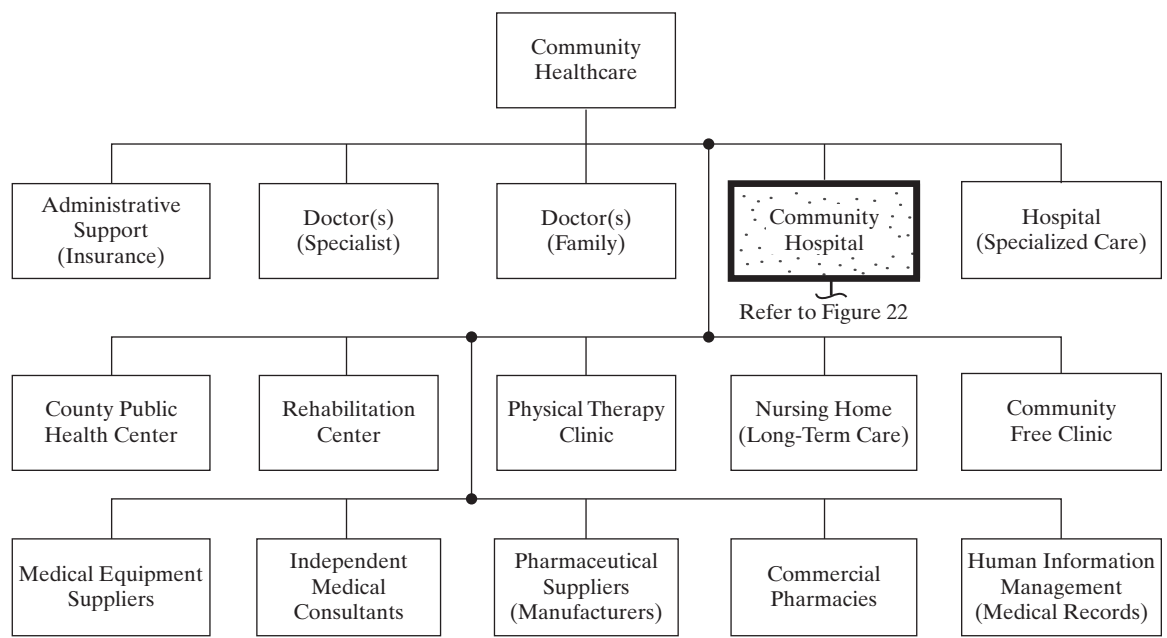 Community
Healthcare
Administrative
Support
(Insurance)
Doctor(s)
(Specialist)
Doctor(s)
(Family)
Community
Hospital
Hospital
(Specialized Care)
Refer to Figure 22
County Public
Health Center
Rehabilitation
Center
Physical Therapy
Clinic
Nursing Home
(Long-Term Care)
Community
Free Clinic
Medical Equipment
Suppliers
Independent
Medical
Consultants
Pharmaceutical
Suppliers
(Manufacturers)
Commercial
Pharmacies
Human Information
Management
(Medical Records)